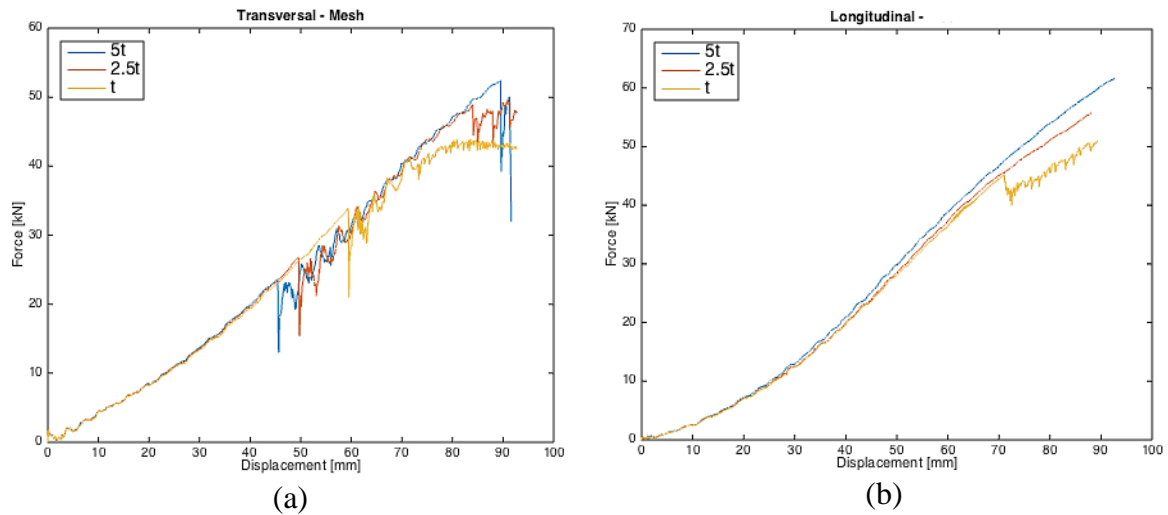 Transversal - Mesh
60
50
40
30
20
10
0
Force [kN]
5t
2.5t
t
0 10 20 30 40 50 60 70 80 90 100
Displacement [mm]
(a)
Longitudinal -
70
60
50
40
30
20
10
0
Force [kN]
5t
2.5t
t
0 10 20 30 40 50 60 70 80 90 100
Displacement [mm]
(b)